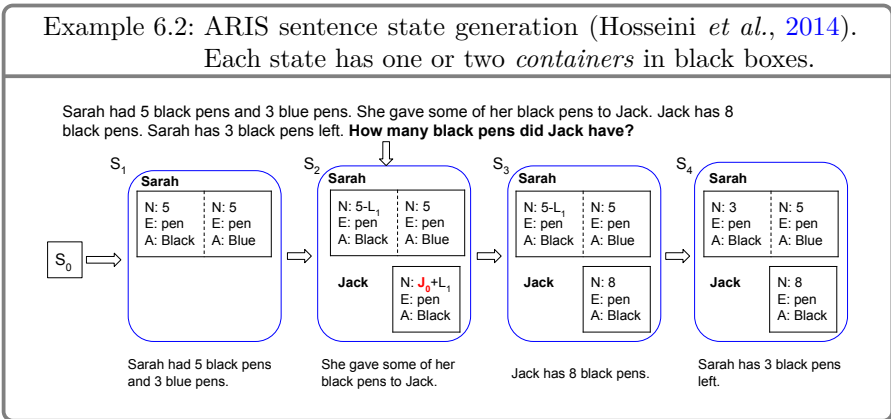 Example 6.2: ARIS sentence state generation (Hosseini et al., 2014).
Each state has one or two containers in black boxes.
Sarah had 5 black pens and 3 blue pens. She gave some of her black pens to Jack. Jack has 8
black pens. Sarah has 3 black pens left. How many black pens did Jack have?
S0
S1
Sarah
N: 5
E: pen
A: Black
N: 5
E: pen
A: Blue
Sarah had 5 black pens
and 3 blue pens.
S2
Sarah
N: 5-L1
E: pen
A: Black
N: 5
E: pen
A: Blue
Jack
N: J0+L1
E: pen
A: Black
She gave some of her
black pens to Jack.
S3
Sarah
N: 5-L1
E: pen
A: Black
N: 5
E: pen
A: Blue
Jack
N: 8
E: pen
A: Black
Jack has 8 black pens.
S4
Sarah
N: 3
E: pen
A: Black
N: 5
E: pen
A: Blue
Jack
N: 8
E: pen
A: Black
Sarah has 3 black pens
left.